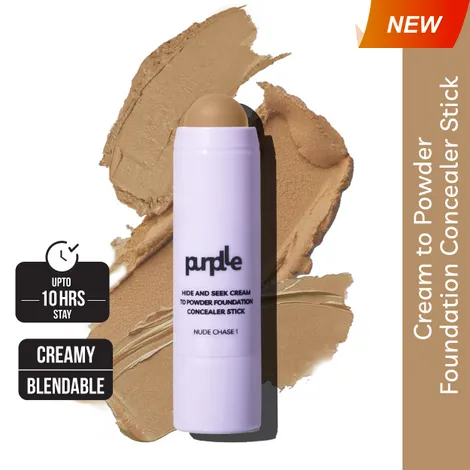 NEW
purplle
HIDE AND SEEK CREAM
TO POWDER FOUNDATION
CONCEALER STICK
NUDE CHASE 1
UPTO
10 HRS
STAY
CREAMY
BLENDABLE
Cream to Powder
Foundation Concealer Stick